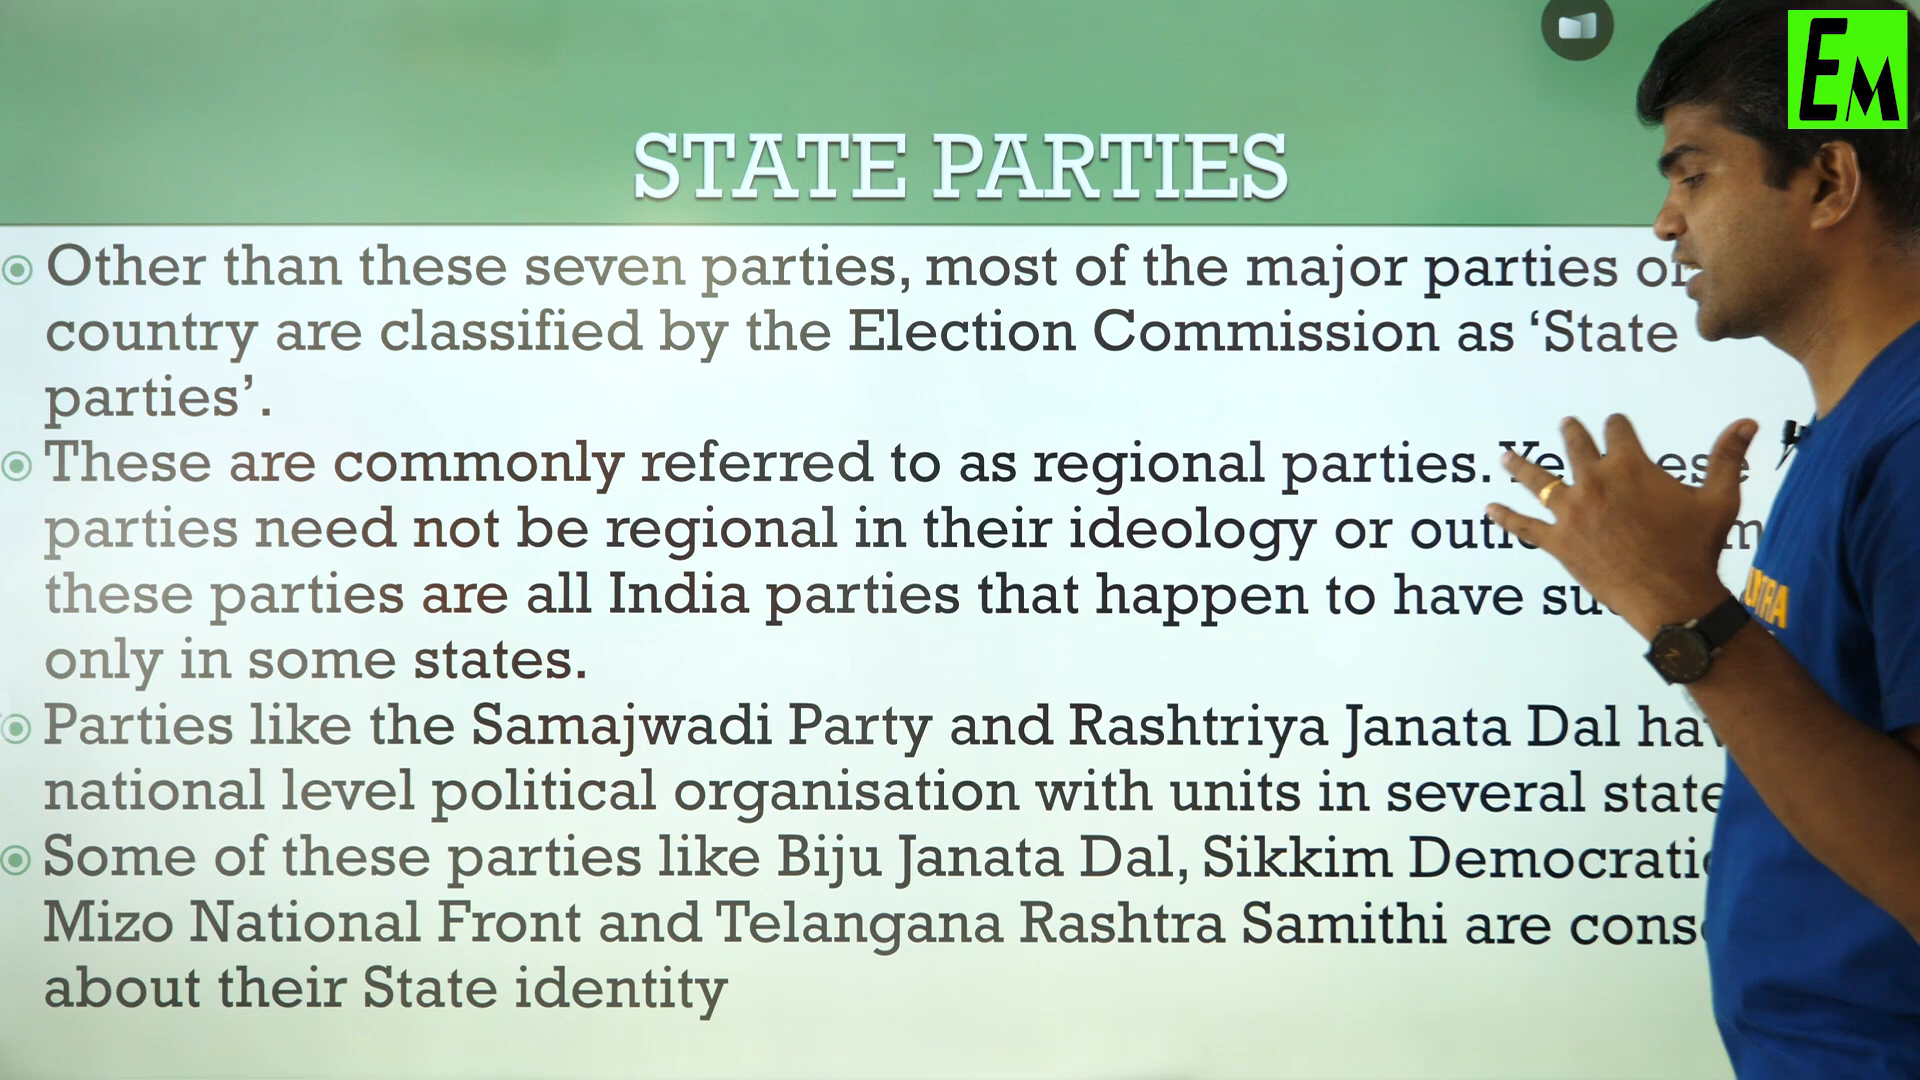 EM
STATE PARTIES
Other than these seven parties, most of the major parties
country are classified by the Election Commission as ‘State
parties’.
These are commonly referred to as regional parties.
parties need not be regional in their ideology or
these parties are all India parties that happen to have
only in some states.
Parties like the Samajwadi Party and Rashtriya Janata Dal
national level political organisation with units in several
Some of these parties like Biju Janata Dal, Sikkim
Mizo National Front and Telangana Rashtra Samithi are
about their State identity